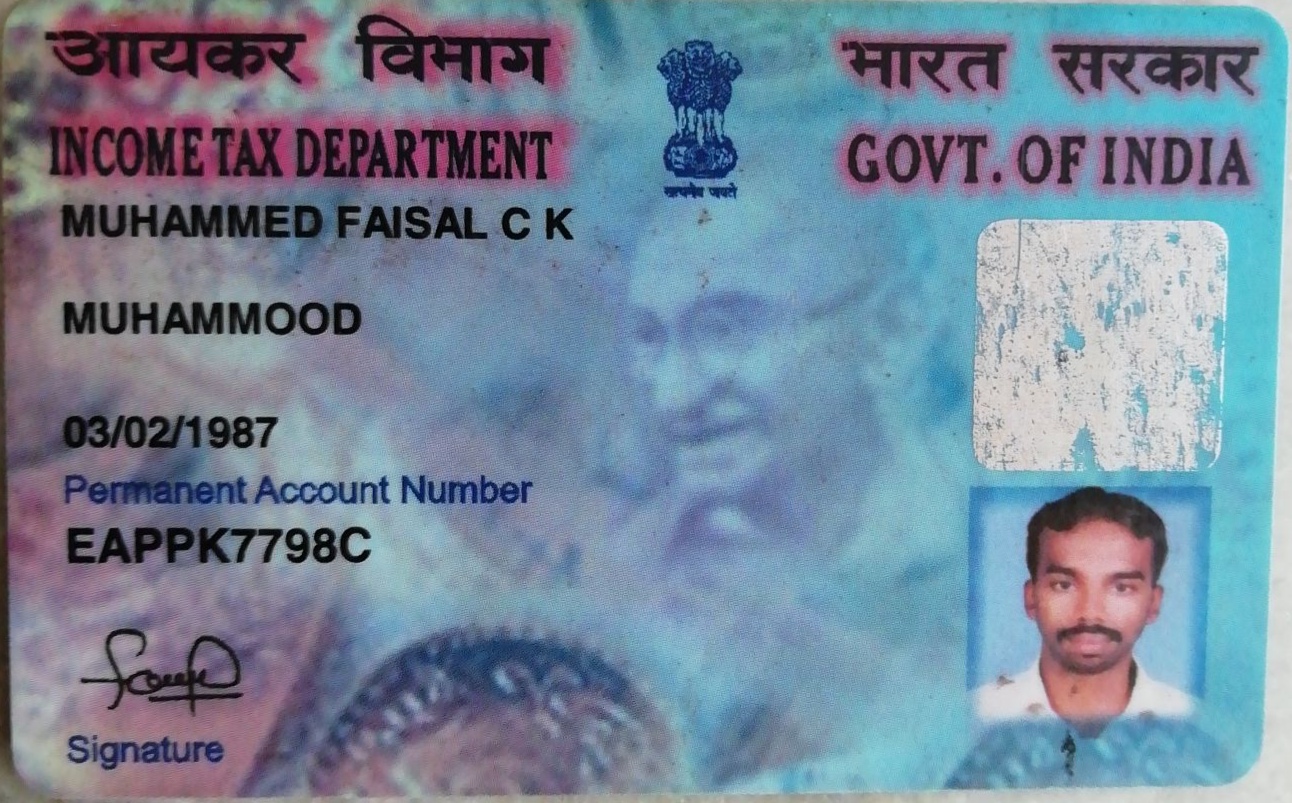 आयकर विभाग
भारत सरकार
INCOME TAX DEPARTMENT
GOVT. OF INDIA
सत्यमेव जयते
MUHAMMED FAISAL C K
MUHAMMOOD
03/02/1987
Permanent Account Number
EAPPK7798C
Signature